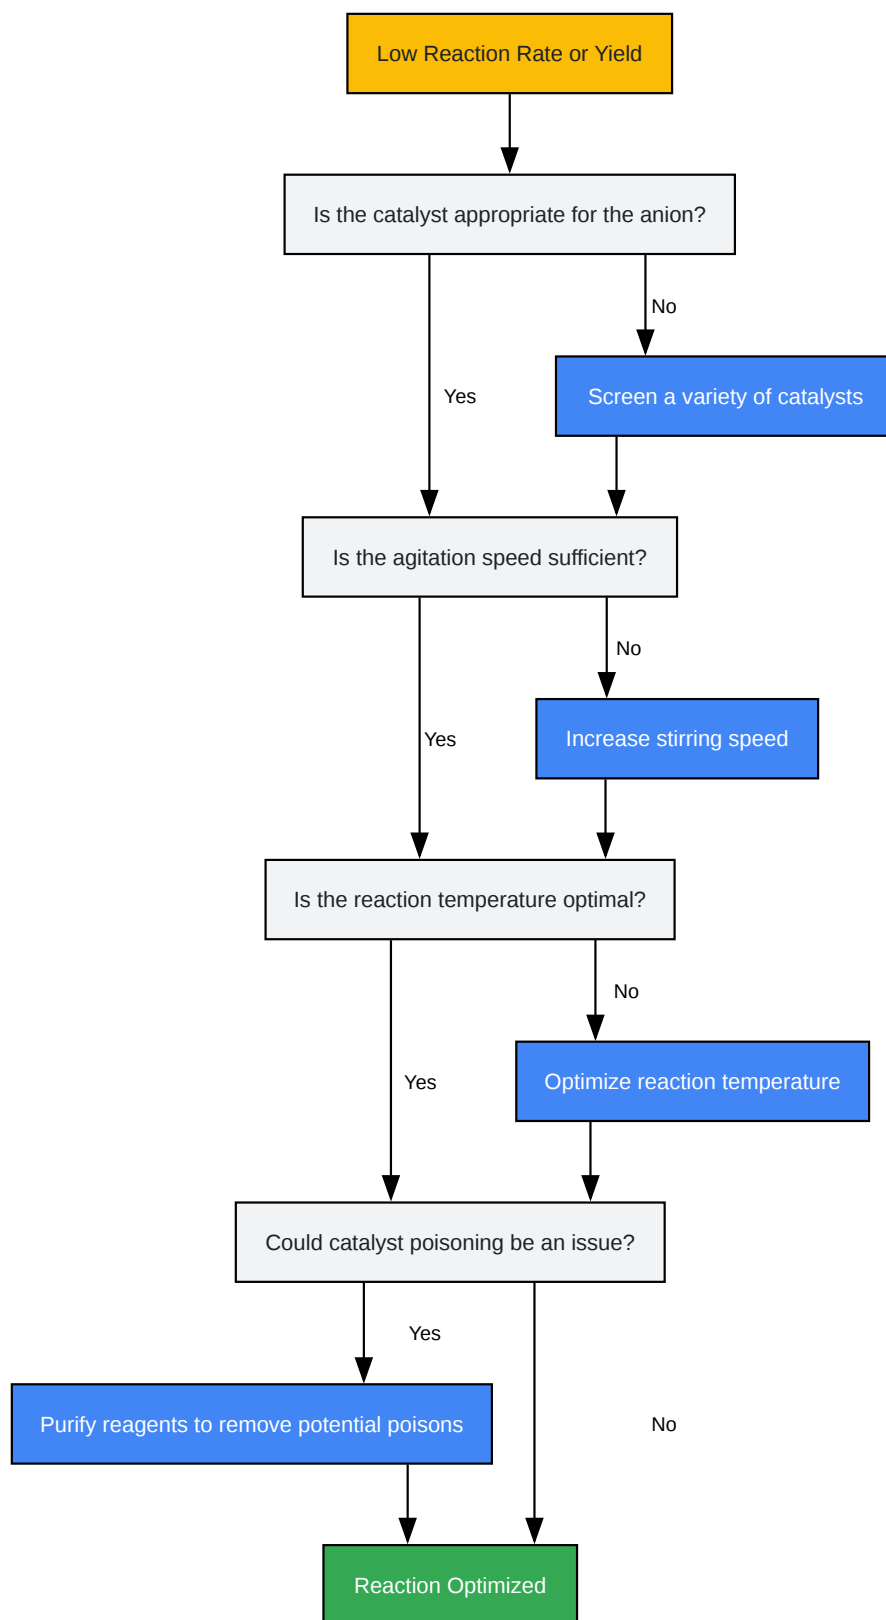 Low Reaction Rate or Yield
Is the catalyst appropriate for the anion?
No
Yes
Screen a variety of catalysts
Is the agitation speed sufficient?
No
Yes
Increase stirring speed
Is the reaction temperature optimal?
No
Yes
Optimize reaction temperature
Could catalyst poisoning be an issue?
Yes
Purify reagents to remove potential poisons
No
Reaction Optimized